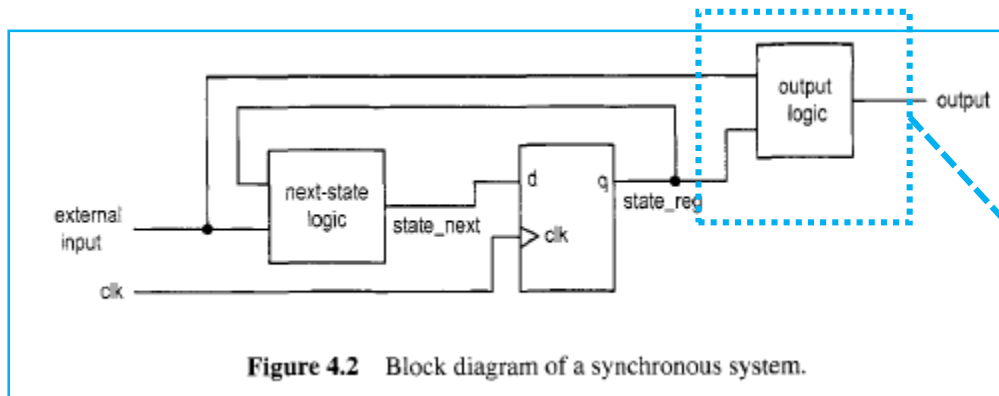 output
logic
output
next-state
logic
d
q
state_reg
external
input
state_next
clk
clk
Figure 4.2 Block diagram of a synchronous system.